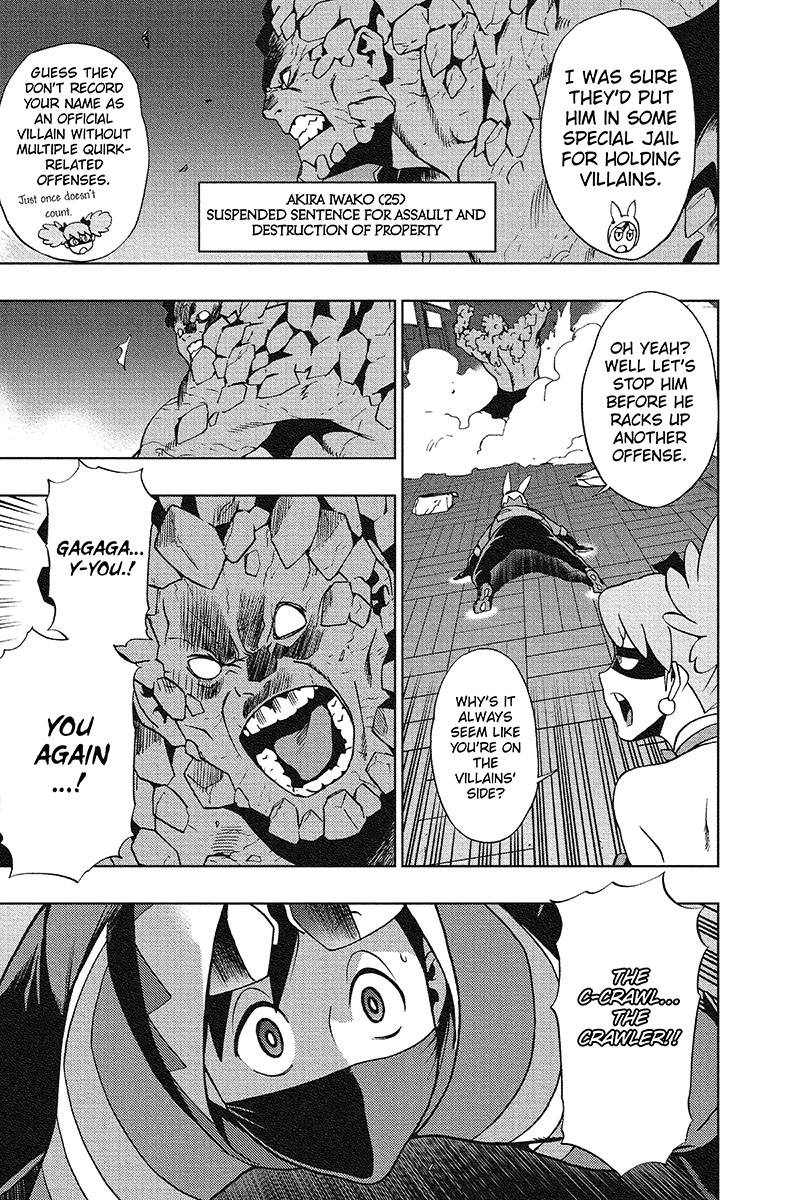 I WAS SURE
THEY'D PUT
HIM IN SOME
SPECIAL JAIL
FOR HOLDING
VILLAINS.
GUESS THEY
DON'T RECORD
YOUR NAME AS
AN OFFICIAL
VILLAIN WITHOUT
MULTIPLE QUIRK-
RELATED
OFFENSES.
Just once doesn't
count.
AKIRA IWAKO (25)
SUSPENDED SENTENCE FOR ASSAULT AND
DESTRUCTION OF PROPERTY
OH YEAH?
WELL LET'S
STOP HIM
BEFORE HE
RACKS UP
ANOTHER
OFFENSE.
WHY'S IT
ALWAYS
SEEM LIKE
YOU'RE ON
THE
VILLAINS'
SIDE?
GAGAGA...
Y-YOU.!
YOU
AGAIN
...!
THE
C-CRAWL...
THE
CRAWLER!!